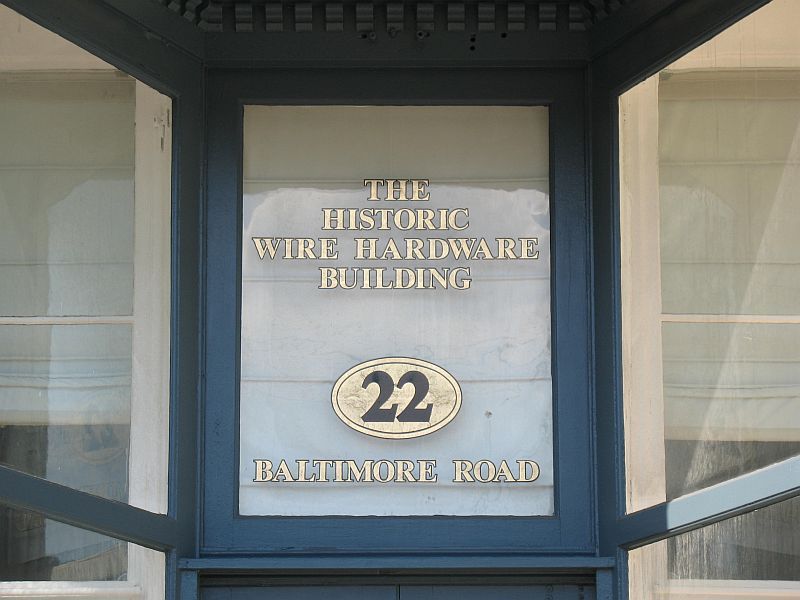 THE
HISTORIC
WIRE HARDWARE
BUILDING
22
BALTIMORE ROAD